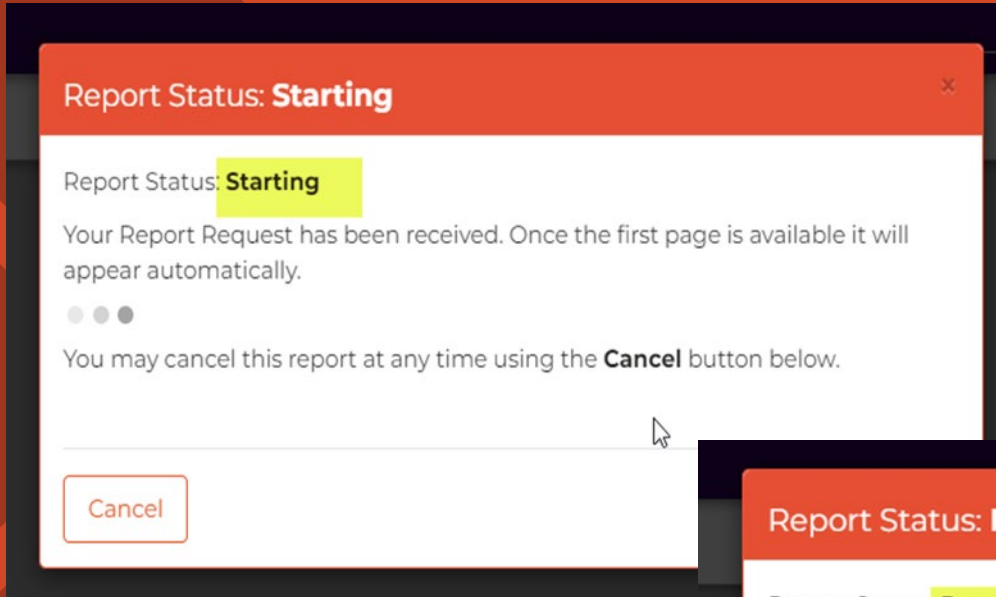 Report Status: Starting
x
Report Status: Starting
Your Report Request has been received. Once the first page is available it will
appear automatically.
You may cancel this report at any time using the Cancel button below.
Cancel
Report Status: